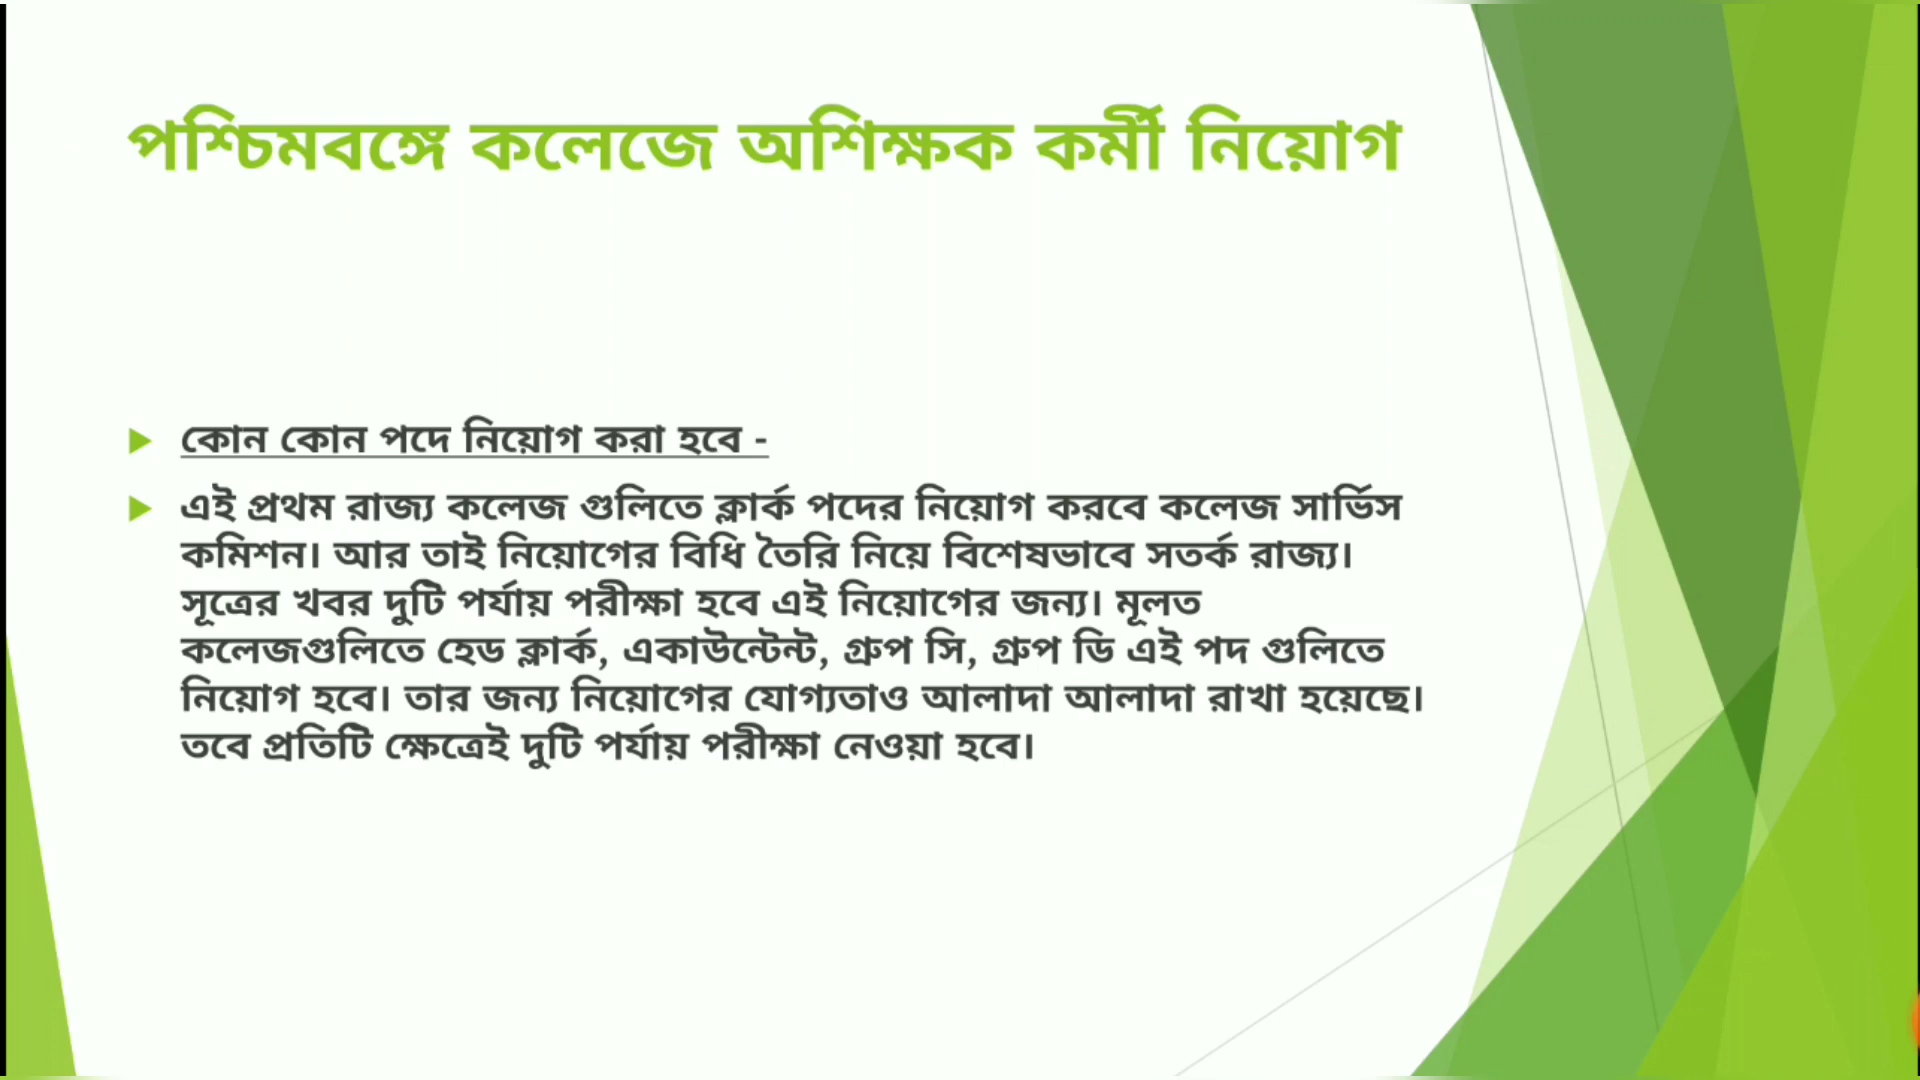 পশ্চিমবঙ্গে কলেজে অশিক্ষক কর্মী নিয়োগ
কোন কোন পদে নিয়োগ করা হবে -
এই প্রথম রাজ্য কলেজ গুলিতে ক্লার্ক পদের নিয়োগ করবে কলেজ সার্ভিস
কমিশন। আর তাই নিয়োগের বিধি তৈরি নিয়ে বিশেষভাবে সতর্ক রাজ্য।
সূত্রের খবর দুটি পর্যায় পরীক্ষা হবে এই নিয়োগের জন্য। মূলত
কলেজগুলিতে হেড ক্লার্ক, একাউন্টেন্ট, গ্রুপ সি, গ্রুপ ডি এই পদ গুলিতে
নিয়োগ হবে। তার জন্য নিয়োগের যোগ্যতাও আলাদা আলাদা রাখা হয়েছে।
তবে প্রতিটি ক্ষেত্রেই দুটি পর্যায় পরীক্ষা নেওয়া হবে।